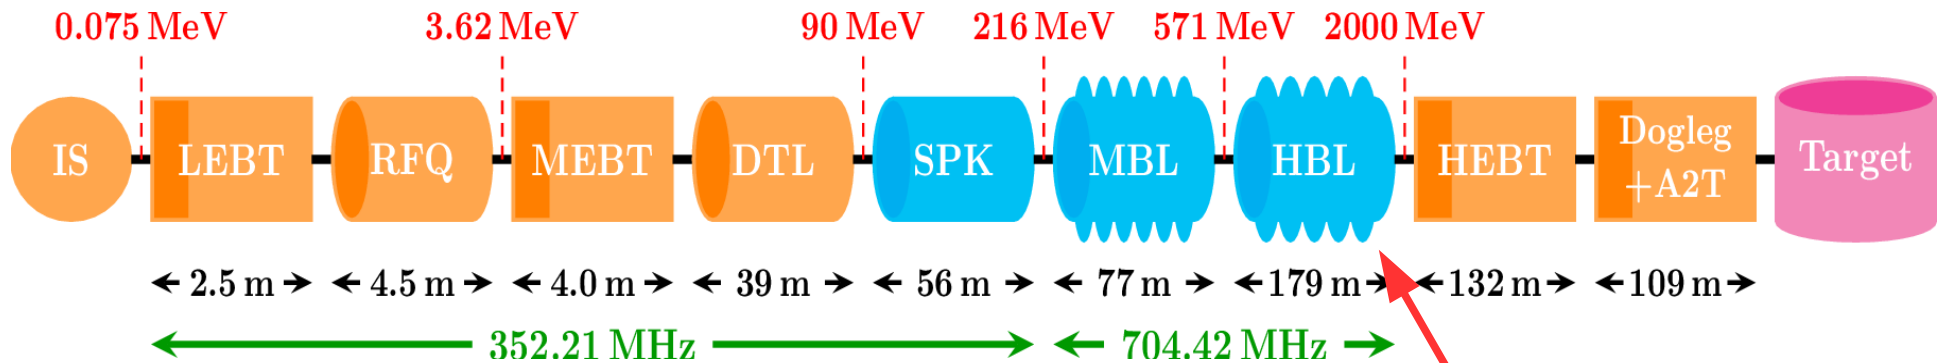 0.075 MeV 3.62 MeV 90 MeV 216 MeV 571 MeV 2000 MeV
IS LEBT RFQ MEBT DTL SPK MBL HBL HEBT Dogleg +A2T Target
2.5 m 4.5 m 4.0 m 39 m 56 m 77 m 179 m 132 m 109 m
352.21 MHz 704.42 MHz